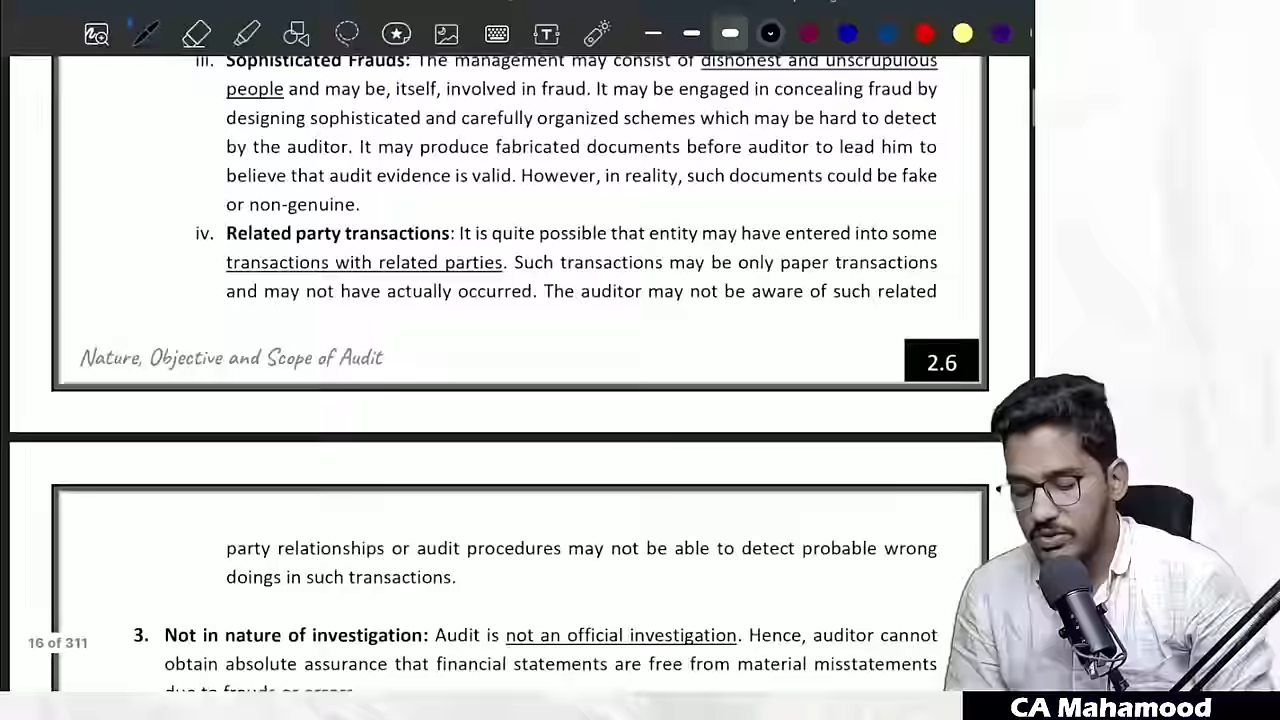 iii. Sophisticated Frauds: The management may consist of dishonest and unscrupulous
people and may be, itself, involved in fraud. It may be engaged in concealing fraud by
designing sophisticated and carefully organized schemes which may be hard to detect
by the auditor. It may produce fabricated documents before auditor to lead him to
believe that audit evidence is valid. However, in reality, such documents could be fake
or non-genuine.
iv. Related party transactions: It is quite possible that entity may have entered into some
transactions with related parties. Such transactions may be only paper transactions
and may not have actually occurred. The auditor may not be aware of such related
Nature, Objective and Scope of Audit
2.6
party relationships or audit procedures may not be able to detect probable wrong
doings in such transactions.
3. Not in nature of investigation: Audit is not an official investigation. Hence, auditor cannot
16 of 311
obtain absolute assurance that financial statements are free from material misstatements
due to frauds or errors.
CA Mahamood